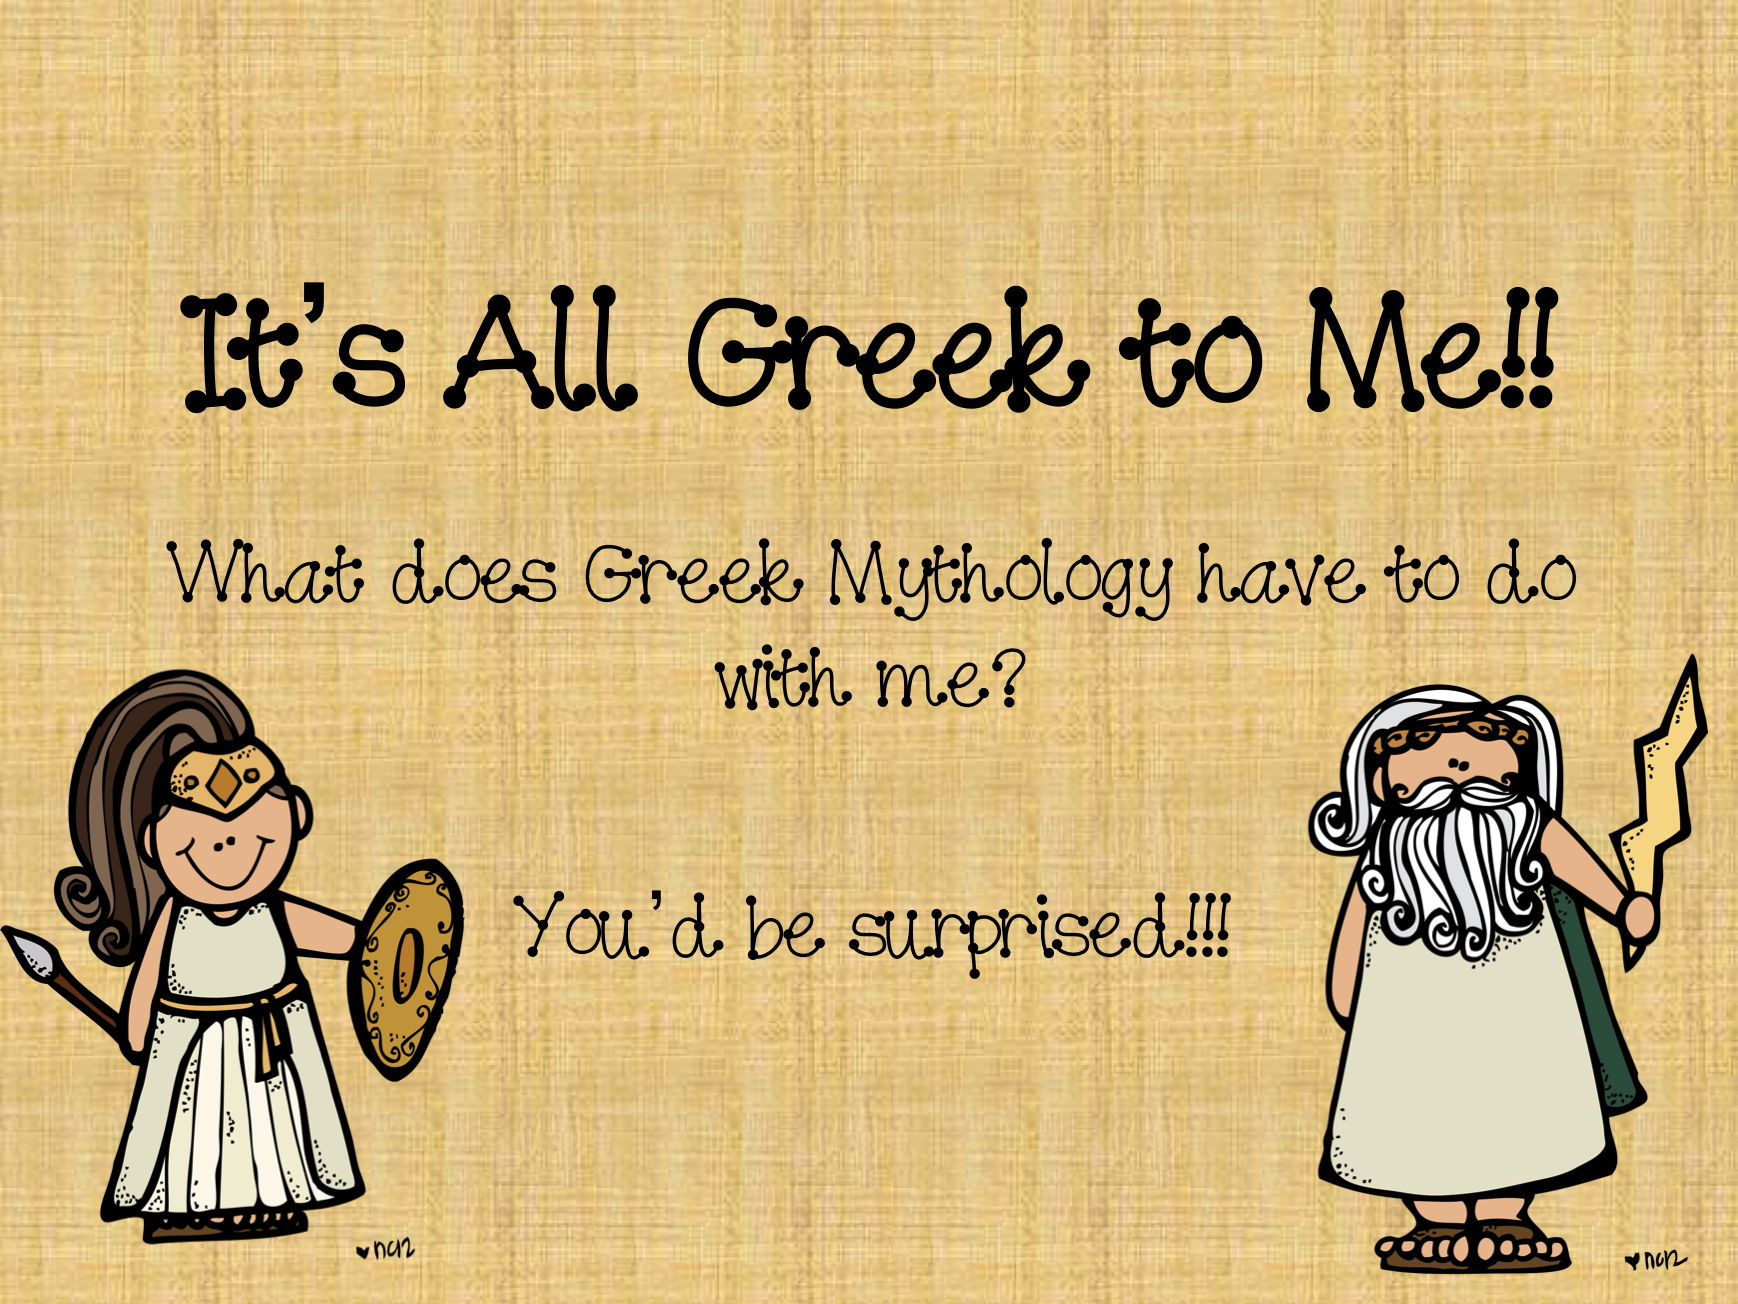 It's All Greek to Me!!
What does Greek Mythology have to do
with me?
You'd be surprised!!!